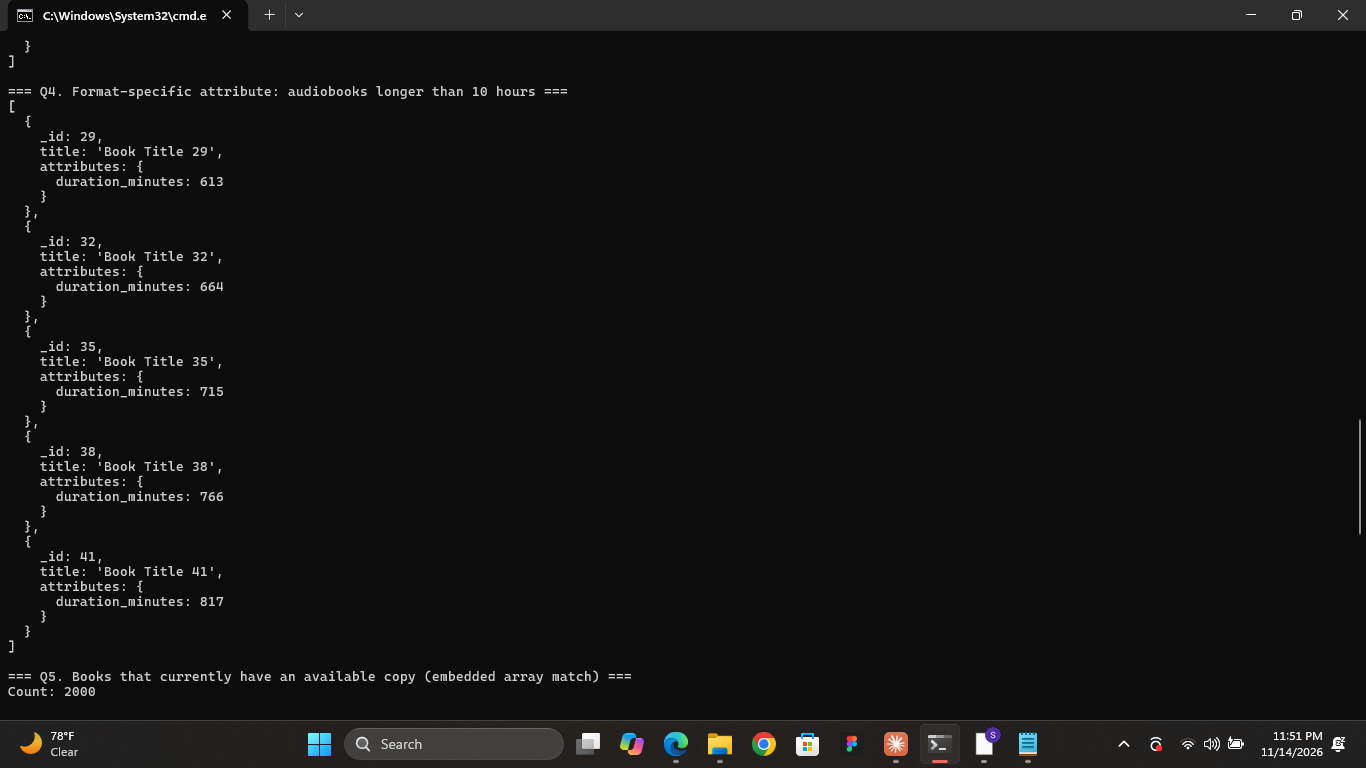 C:\Windows\System32\cmd.e
  }
]
=== Q4. Format-specific attribute: audiobooks longer than 10 hours ===
[
  {
    _id: 29,
    title: 'Book Title 29',
    attributes: {
      duration_minutes: 613
    }
  },
  {
    _id: 32,
    title: 'Book Title 32',
    attributes: {
      duration_minutes: 664
    }
  },
  {
    _id: 35,
    title: 'Book Title 35',
    attributes: {
      duration_minutes: 715
    }
  },
  {
    _id: 38,
    title: 'Book Title 38',
    attributes: {
      duration_minutes: 766
    }
  },
  {
    _id: 41,
    title: 'Book Title 41',
    attributes: {
      duration_minutes: 817
    }
  }
]
=== Q5. Books that currently have an available copy (embedded array match) ===
Count: 2000
78°F
Clear
Search
S
11:51 PM
11/14/2026